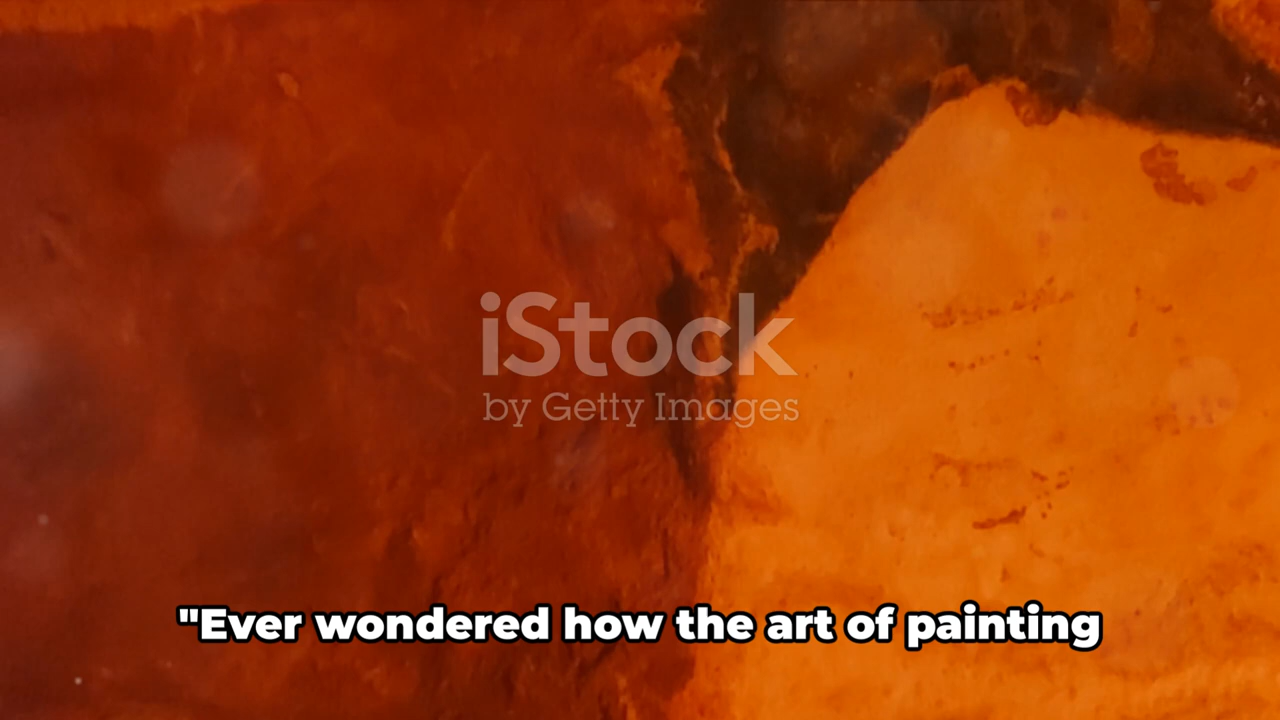 iStock
by Getty Images
"Ever wondered how the art of painting